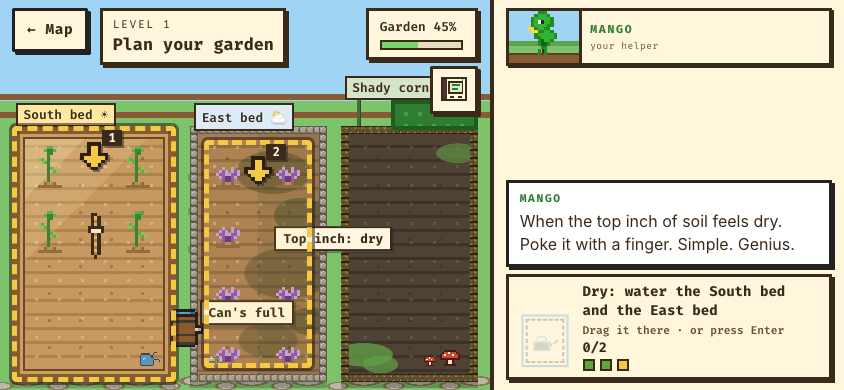 ← Map
LEVEL 1
Plan your garden
Garden 45%
Shady corn
South bed ☀
East bed ⛅
1
2
Top inch: dry
Can's full
MANGO
your helper
MANGO
When the top inch of soil feels dry.
Poke it with a finger. Simple. Genius.
Dry: water the South bed
and the East bed
Drag it there · or press Enter
0/2